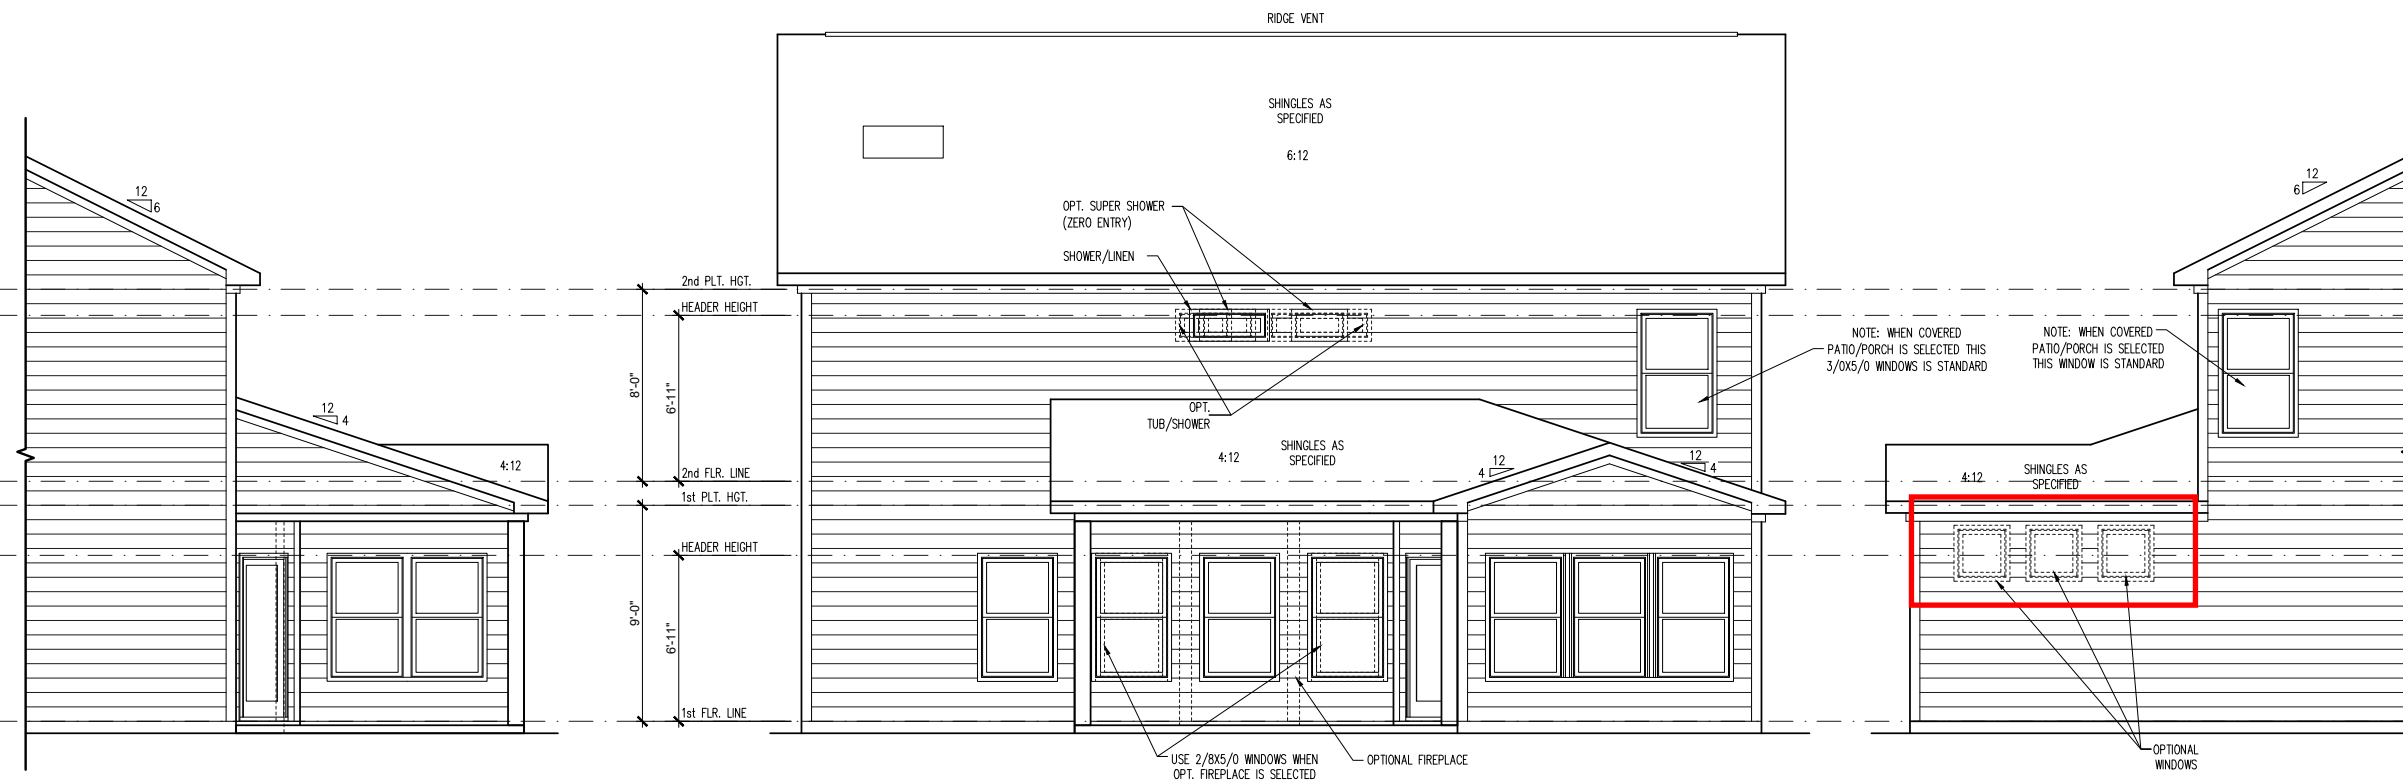 RIDGE VENT
SHINGLES AS
SPECIFIED
6:12
12
6
OPT. SUPER SHOWER
(ZERO ENTRY)
SHOWER/LINEN
2nd PLT. HGT.
HEADER HEIGHT
8'-0"
6'-11"
2nd FLR. LINE
1st PLT. HGT.
HEADER HEIGHT
9'-0"
6'-11"
1st FLR. LINE
12
4
4:12
OPT.
TUB/SHOWER
4:12
SHINGLES AS
SPECIFIED
12
4
12
4
NOTE: WHEN COVERED
PATIO/PORCH IS SELECTED THIS
3/0X5/0 WINDOWS IS STANDARD
NOTE: WHEN COVERED
PATIO/PORCH IS SELECTED
THIS WINDOW IS STANDARD
12
6
4:12
SHINGLES AS
SPECIFIED
USE 2/8X5/0 WINDOWS WHEN
OPT. FIREPLACE IS SELECTED
OPTIONAL FIREPLACE
OPTIONAL
WINDOWS